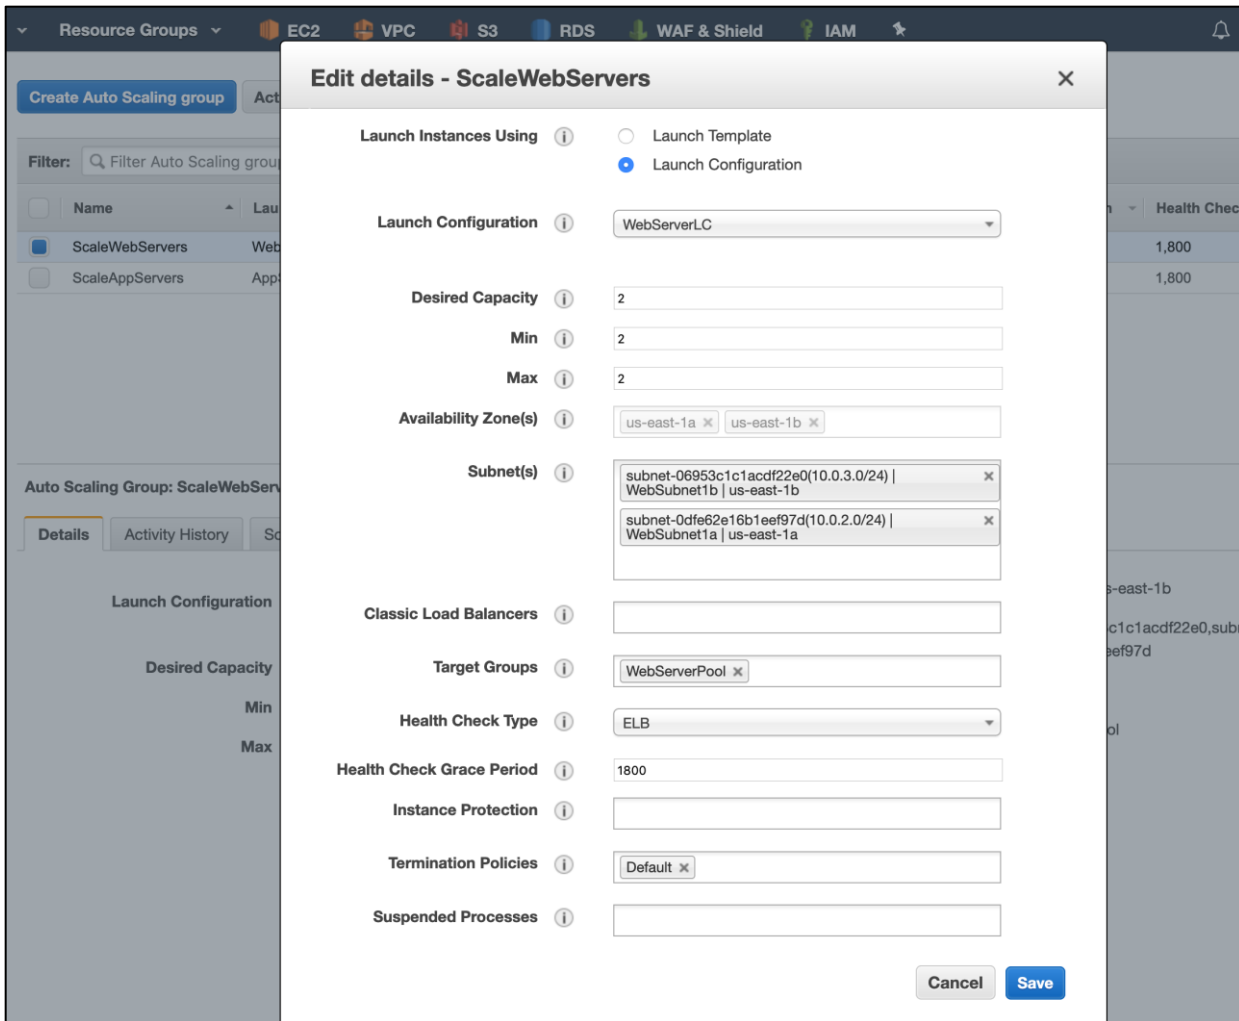 Resource Groups EC2 VPC S3 RDS WAF & Shield IAM
Edit details - ScaleWebServers
Create Auto Scaling group Act
Launch Instances Using Launch Template
Launch Configuration
Filter: Filter Auto Scaling grou
Name Lau n Health Chec
Launch Configuration WebServerLC
ScaleWebServers Web 1,800
ScaleAppServers App 1,800
Desired Capacity 2
Min 2
Max 2
Availability Zone(s) us-east-1a us-east-1b
Subnet(s) subnet-06953c1c1acdf22e0(10.0.3.0/24) |
WebSubnet1b | us-east-1b
Auto Scaling Group: ScaleWebServ
subnet-0dfe62e16b1eef97d(10.0.2.0/24) |
WebSubnet1a | us-east-1a
Details Activity History Sc
Launch Configuration s-east-1b
Classic Load Balancers
c1c1acdf22e0,subn
eef97d
Desired Capacity
Target Groups WebServerPool
Min
Health Check Type ELB
ol
Max
Health Check Grace Period 1800
Instance Protection
Termination Policies Default
Suspended Processes
Cancel Save